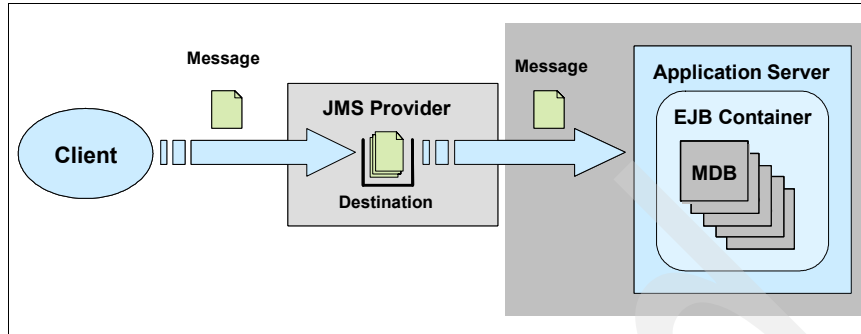 Message
Client
JMS Provider
Destination
Message
Application Server
EJB Container
MDB